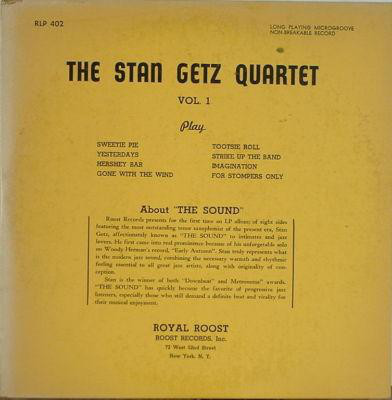 RLP 402
LONG PLAYING MICROGROOVE
NON-BREAKABLE RECORD
THE STAN GETZ QUARTET
VOL. 1
Play
SWEETIE PIE
YESTERDAYS
HERSHEY BAR
GONE WITH THE WIND
TOOTSIE ROLL
STRIKE UP THE BAND
IMAGINATION
FOR STOMPERS ONLY
About "THE SOUND"
Roost Records presents for the first time on LP album of eight sides
featuring the most outstanding tenor saxophonist of the present era, Stan
Getz, affectionately known as "THE SOUND" to intimates and jazz
lovers. He first came into real prominence because of his unforgetable solo
on Woody Herman's record, "Early Autumn". Stan truly represents what
is the modern jazz sound, combining the necessary warmth and rhythmic
feeling essential to all great jazz artists, along with originality of con-
ception.
Stan is the winner of both "Downbeat" and Metronome" awards.
"THE SOUND" has quickly become the favorite of progressive jazz
listeners, especially those who still demand a definite beat and vitality for
their musical enjoyment.
ROYAL ROOST
ROOST RECORDS, Inc.
72 West 52nd Street
New York, N. Y.